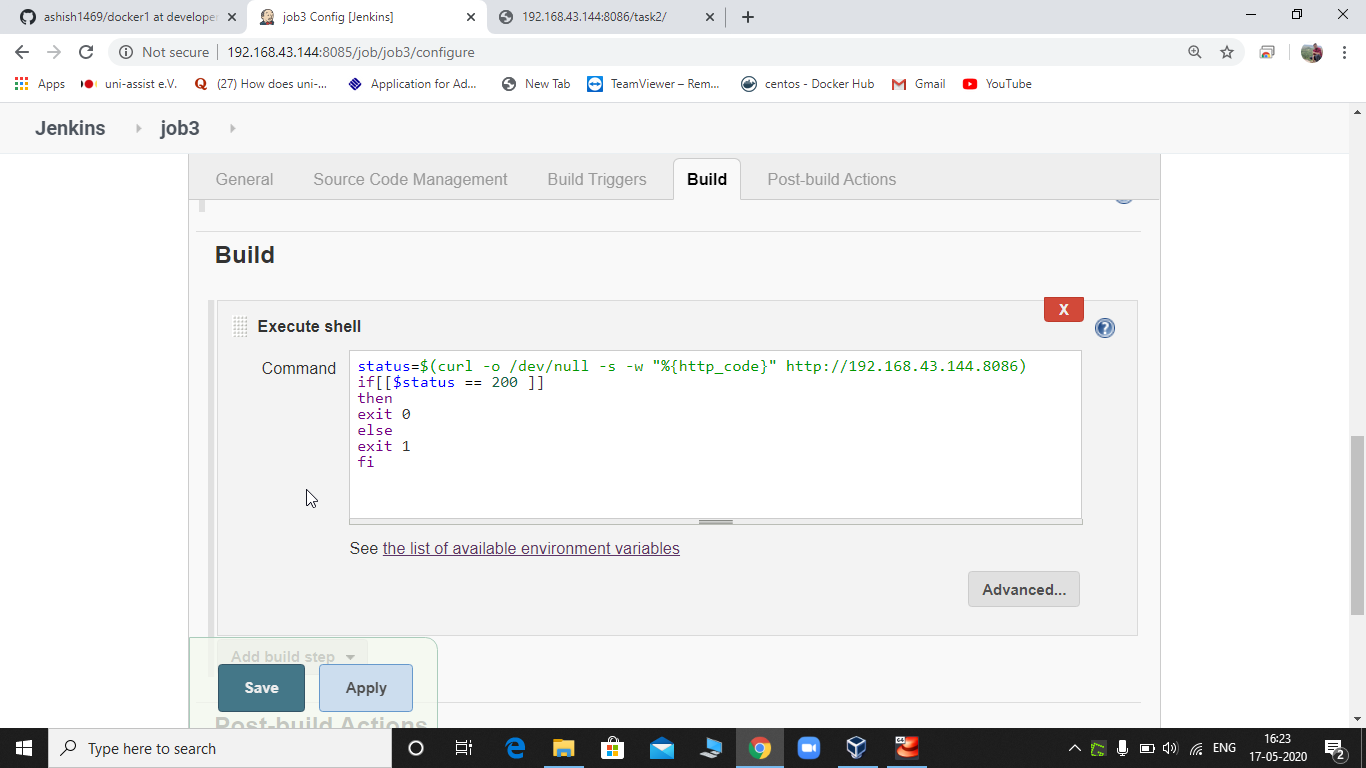 ashish1469/docker1 at develope
job3 Config [Jenkins]
192.168.43.144:8086/task2/
Not secure
192.168.43.144:8085/job/job3/configure
Apps
uni-assist e.V.
(27) How does uni-...
Application for Ad...
New Tab
TeamViewer – Rem...
centos - Docker Hub
Gmail
YouTube
Jenkins
job3
General
Source Code Management
Build Triggers
Build
Post-build Actions
Build
X
Execute shell
?
Command
status=$(curl -o /dev/null -s -w "%{http_code}" http://192.168.43.144.8086)
if[[$status == 200 ]]
then
exit 0
else
exit 1
fi
See the list of available environment variables
Advanced...
Add build step
Save
Apply
Post-build Actions
Type here to search
ENG
16:23
17-05-2020
2